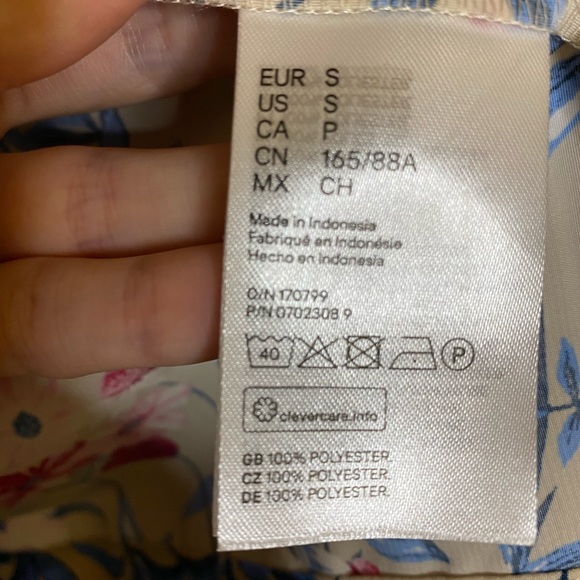 EUR S
US S
CA P
CN 165/88A
MX CH
Made in Indonesia
Fabriqué en Indonésie
Hecho en Indonesia
O/N 170799
P/N 0702308 9
40 P
clevercare.info
GB 100% POLYESTER.
CZ 100% POLYESTER.
DE 100% POLYESTER.